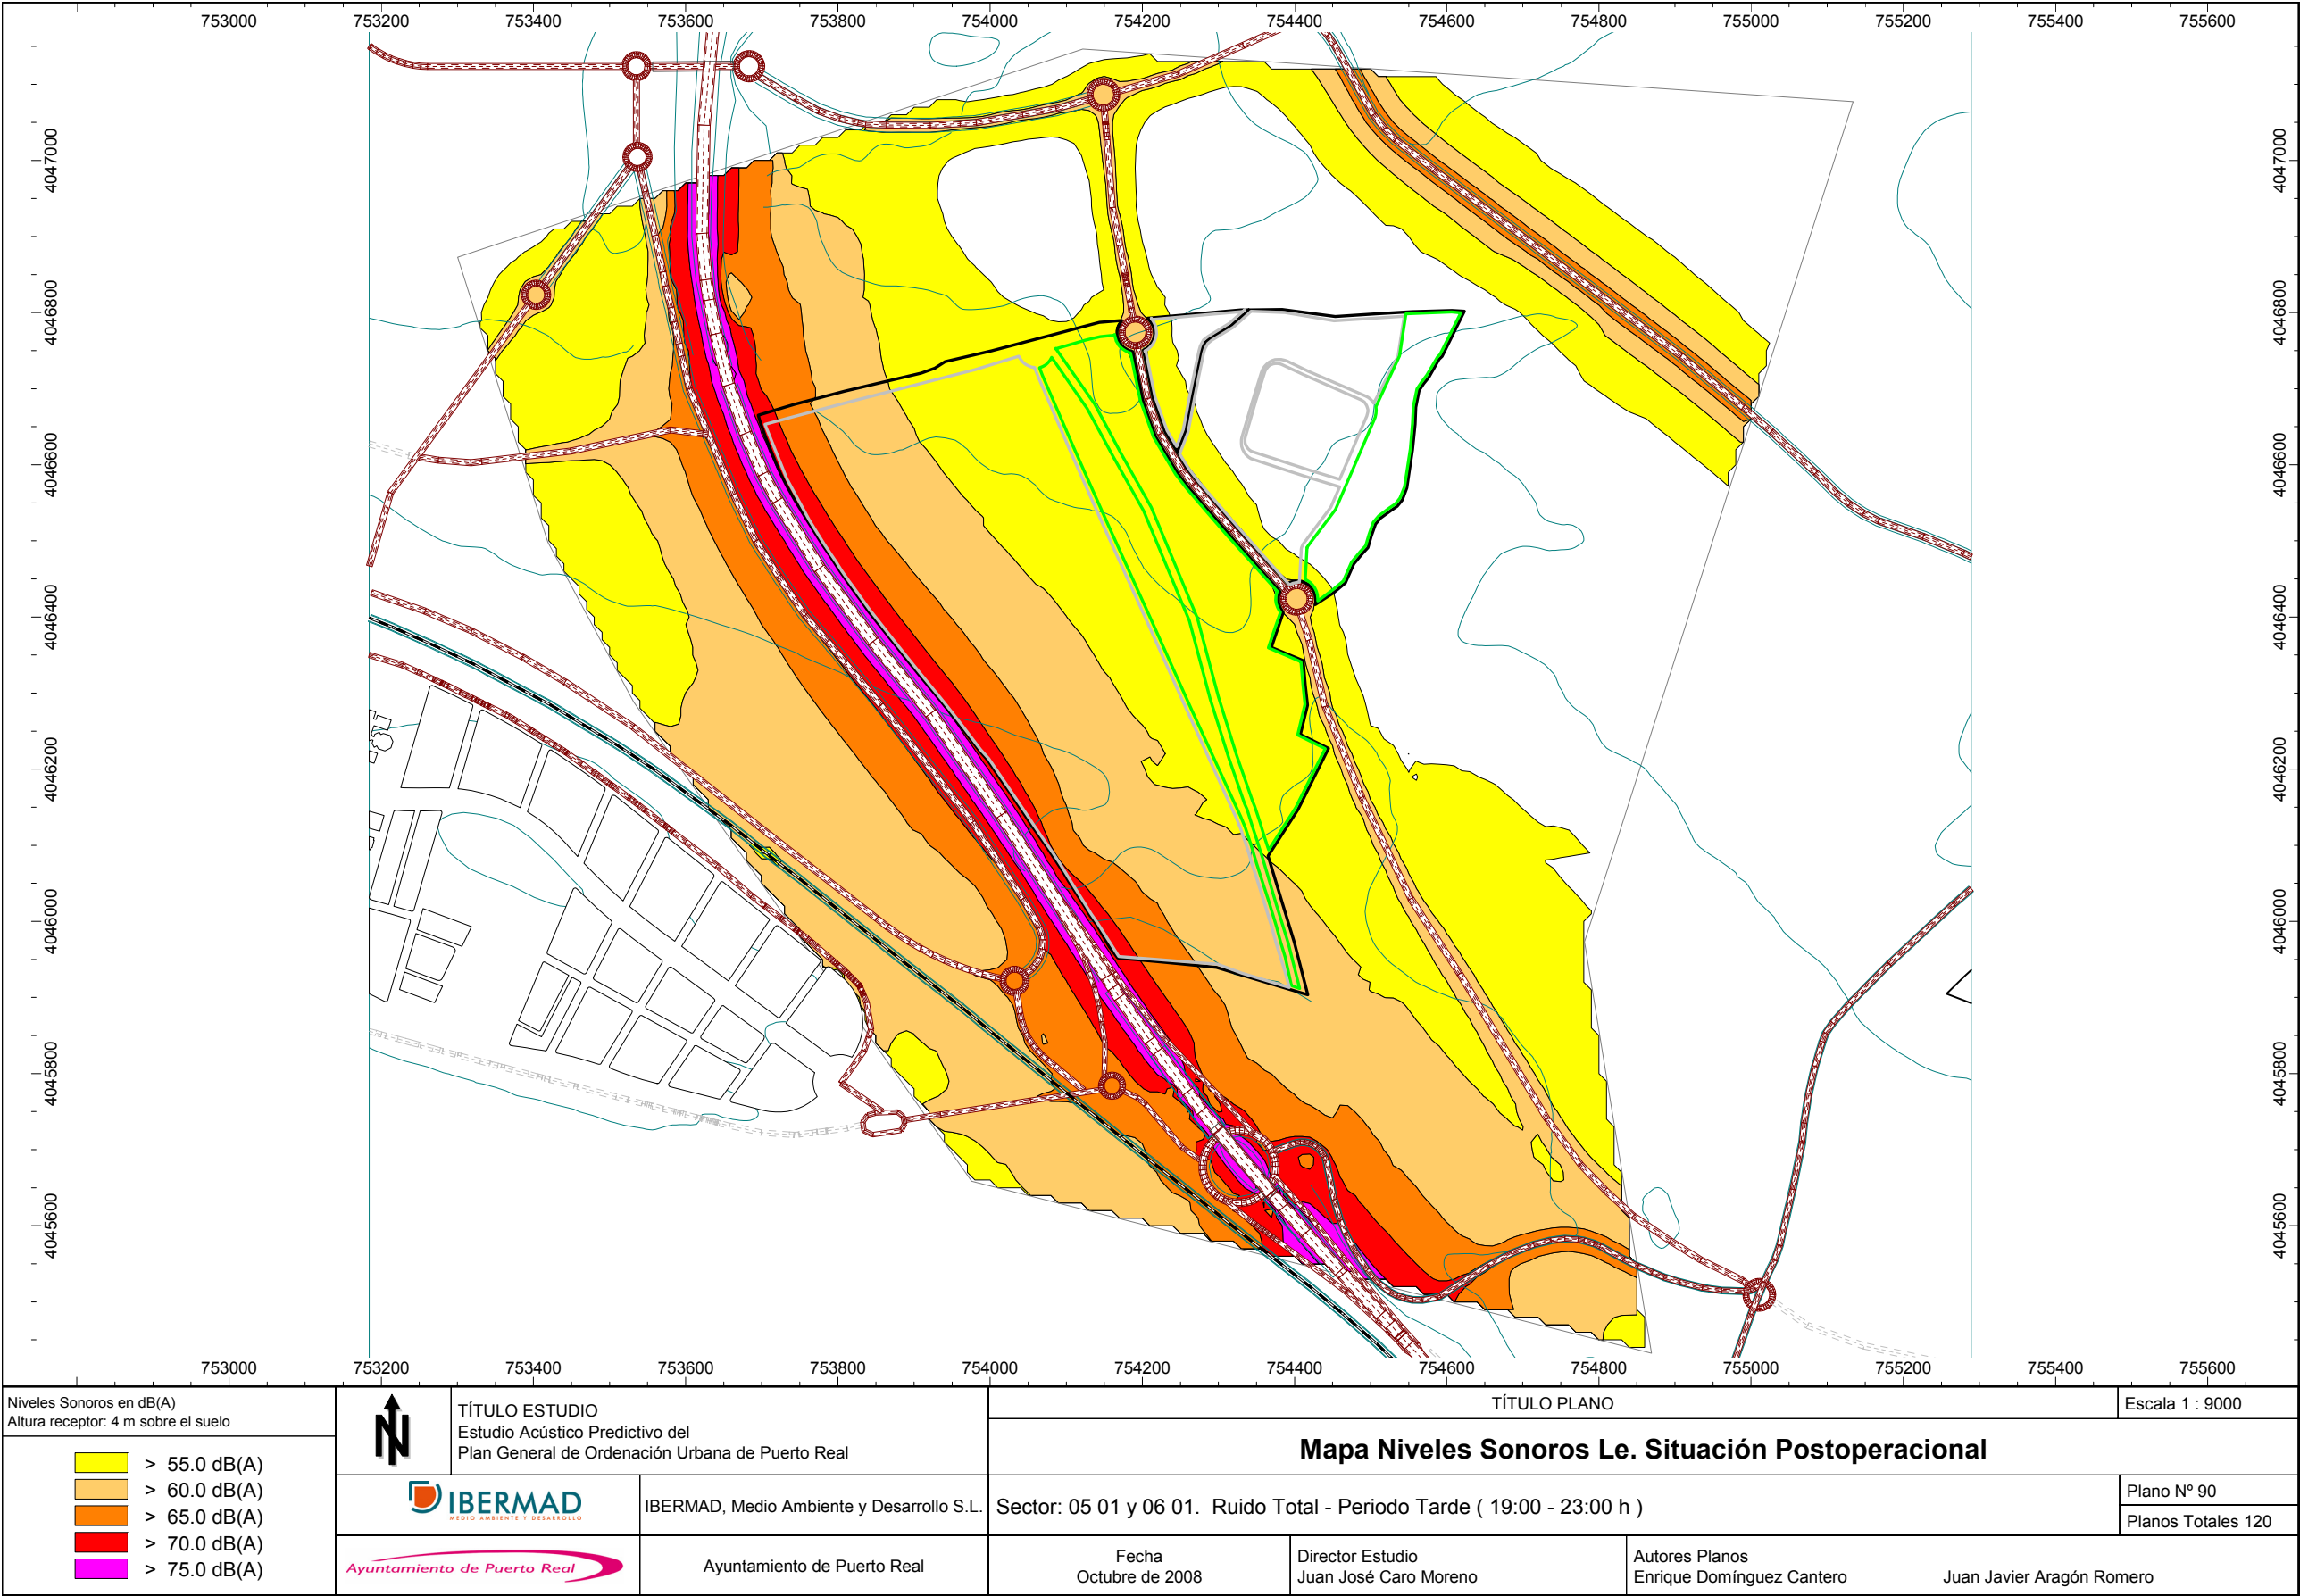 753000 753200 753400 753600 753800 754000 754200 754400 754600 754800 755000 755200 755400 755600
4047000 4047000
4046800 4046800
4046600 4046600
4046400 4046400
4046200 4046200
4046000 4046000
4045800 4045800
4045600 4045600
753000 753200 753400 753600 753800 754000 754200 754400 754600 754800 755000 755200 755400 755600
Niveles Sonoros en dB(A)
Altura receptor: 4 m sobre el suelo
> 55.0 dB(A)
> 60.0 dB(A)
> 65.0 dB(A)
> 70.0 dB(A)
> 75.0 dB(A)
N
TÍTULO ESTUDIO
Estudio Acústico Predictivo del
Plan General de Ordenación Urbana de Puerto Real
IBERMAD
MEDIO AMBIENTE Y DESARROLLO
IBERMAD, Medio Ambiente y Desarrollo S.L.
Ayuntamiento de Puerto Real
Ayuntamiento de Puerto Real
TÍTULO PLANO
Escala 1 : 9000
Mapa Niveles Sonoros Le. Situación Postoperacional
Sector: 05 01 y 06 01. Ruido Total - Periodo Tarde ( 19:00 - 23:00 h )
Plano Nº 90
Planos Totales 120
Fecha
Octubre de 2008
Director Estudio
Juan José Caro Moreno
Autores Planos
Enrique Domínguez Cantero Juan Javier Aragón Romero